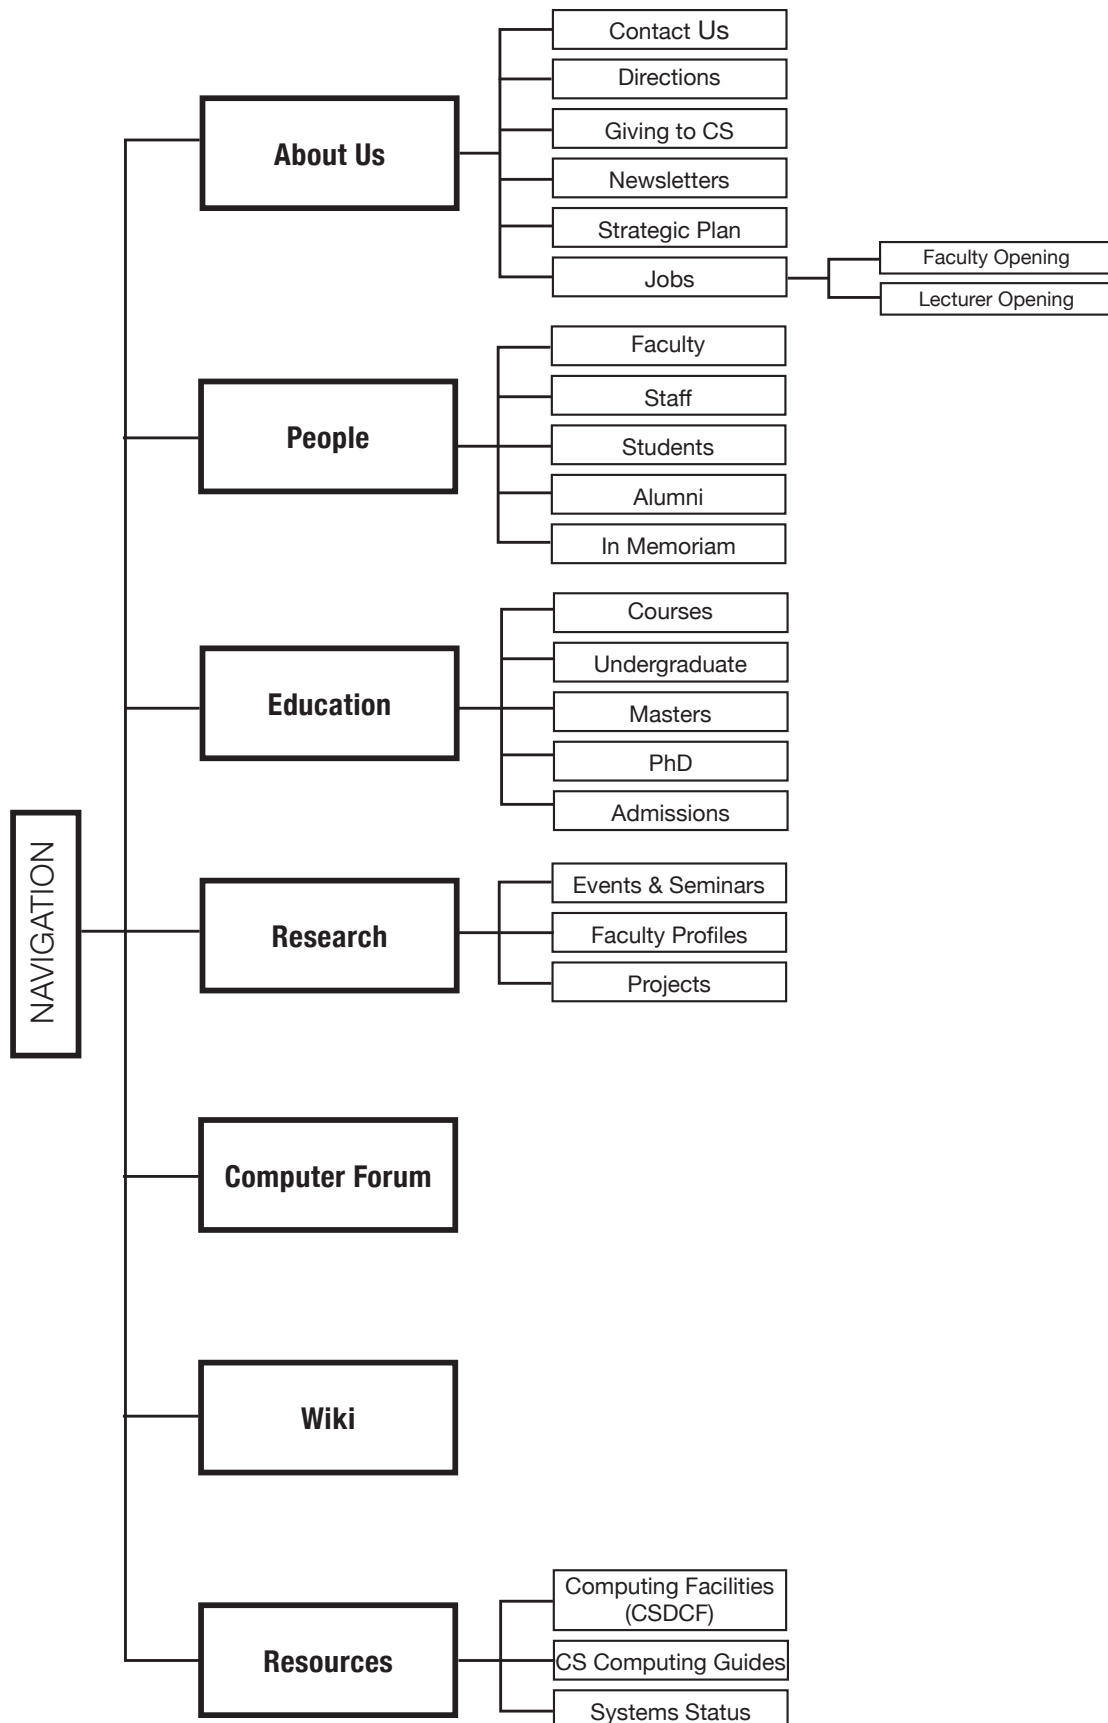 NAVIGATION
About Us
Contact Us
Directions
Giving to CS
Newsletters
Strategic Plan
Jobs
Faculty Opening
Lecturer Opening
People
Faculty
Staff
Students
Alumni
In Memoriam
Education
Courses
Undergraduate
Masters
PhD
Admissions
Research
Events & Seminars
Faculty Profiles
Projects
Computer Forum
Wiki
Resources
Computing Facilities
(CSDCF)
CS Computing Guides
Systems Status